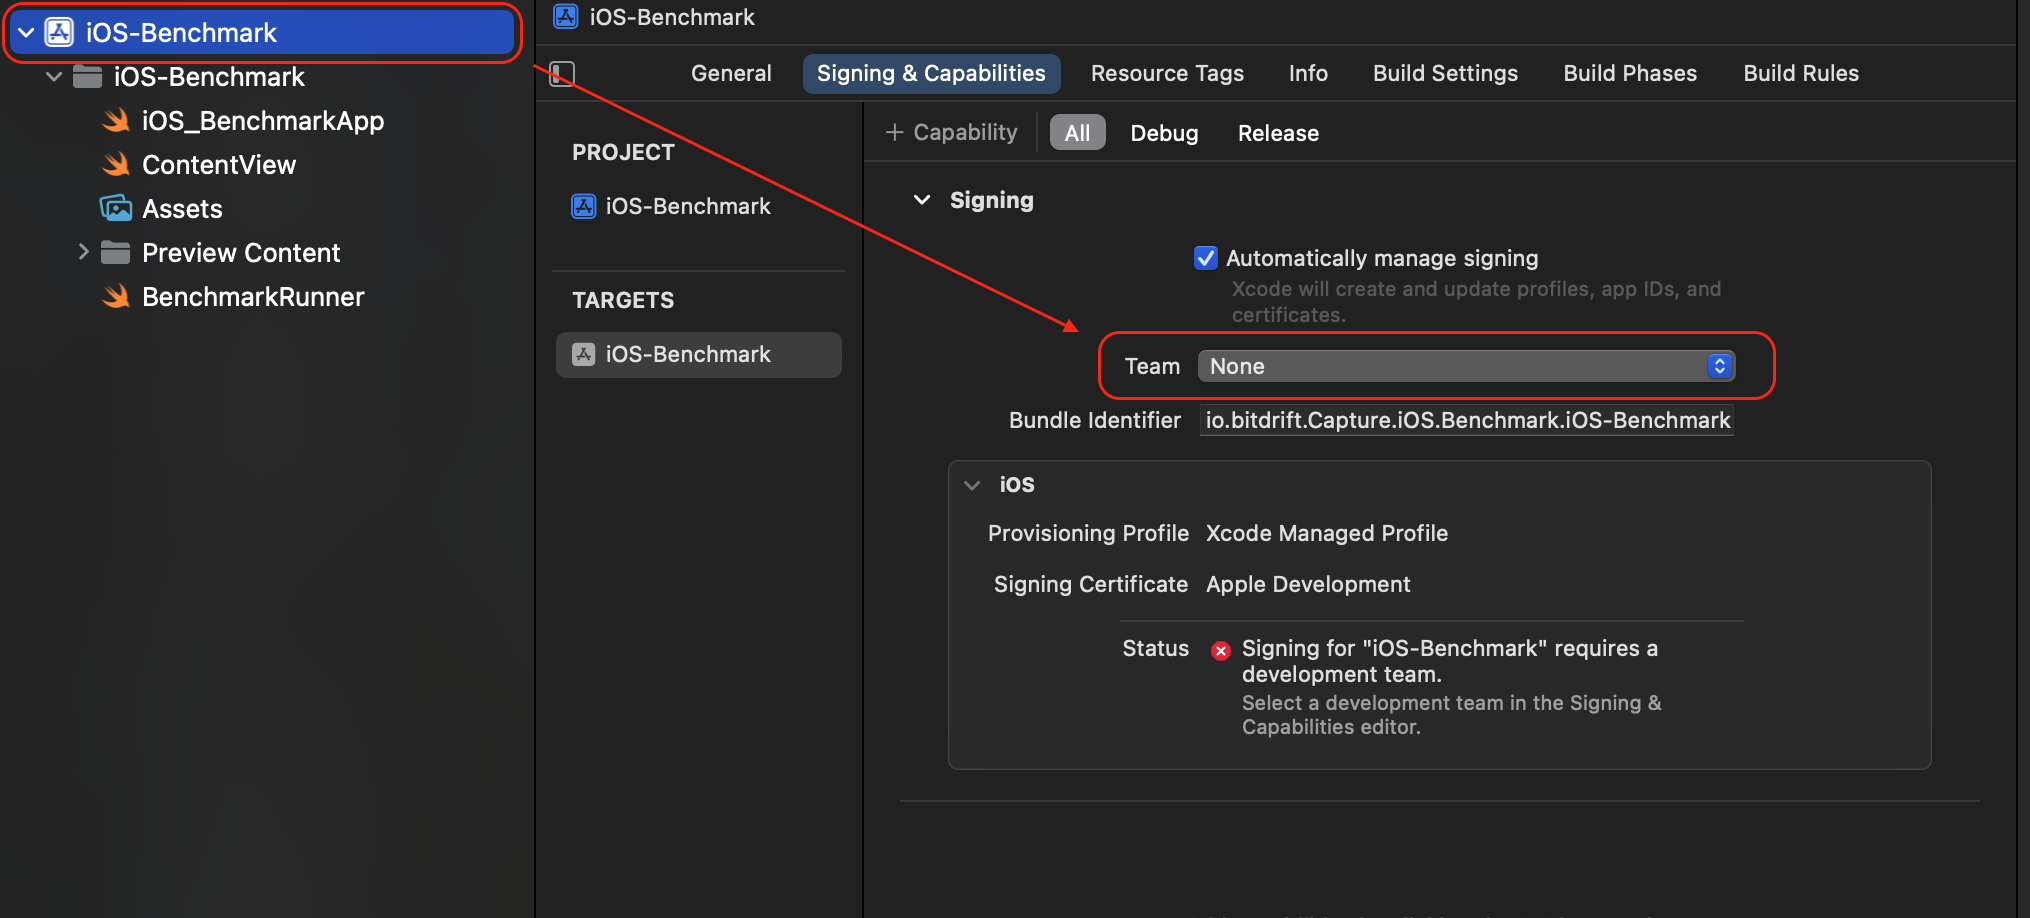 iOS-Benchmark
iOS-Benchmark
iOS_BenchmarkApp
ContentView
Assets
Preview Content
BenchmarkRunner
iOS-Benchmark
General Signing & Capabilities Resource Tags Info Build Settings Build Phases Build Rules
PROJECT
iOS-Benchmark
TARGETS
iOS-Benchmark
+ Capability All Debug Release
Signing
Automatically manage signing
Xcode will create and update profiles, app IDs, and
certificates.
Team None
Bundle Identifier io.bitdrift.Capture.iOS.Benchmark.iOS-Benchmark
iOS
Provisioning Profile Xcode Managed Profile
Signing Certificate Apple Development
Status Signing for "iOS-Benchmark" requires a
development team.
Select a development team in the Signing &
Capabilities editor.